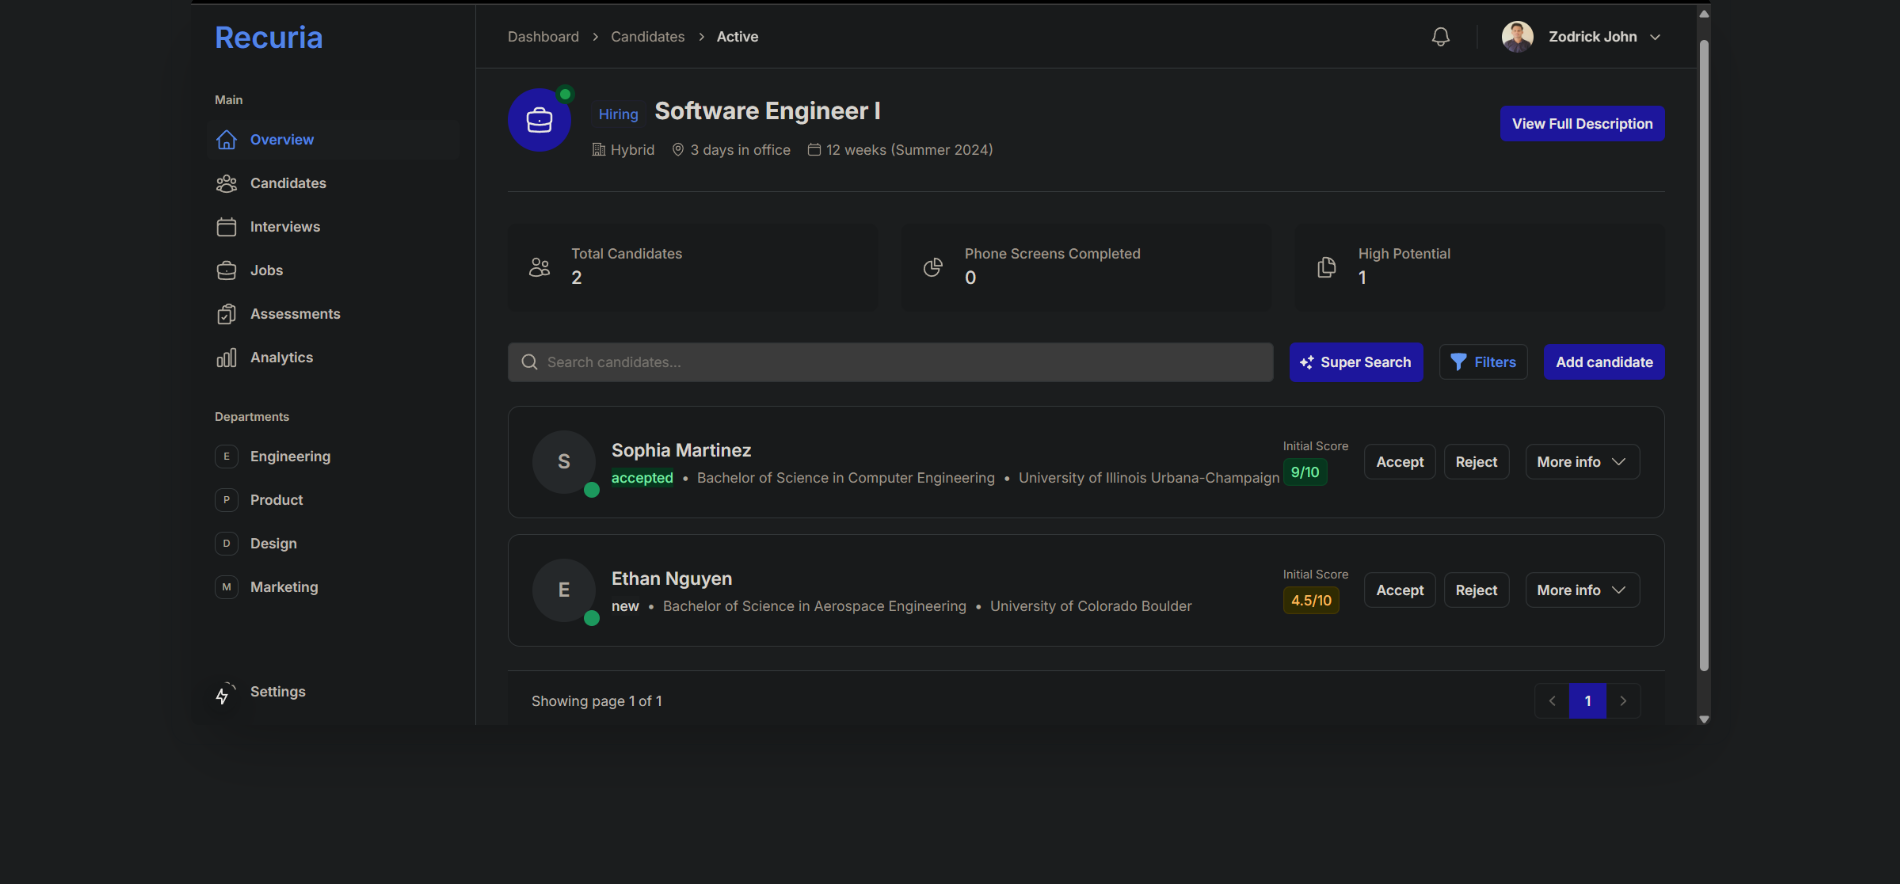 Recuria
Main
Overview
Candidates
Interviews
Jobs
Assessments
Analytics
Departments
E Engineering
P Product
D Design
M Marketing
Settings
Dashboard > Candidates > Active
Zodrick John
Hiring Software Engineer I
Hybrid 3 days in office 12 weeks (Summer 2024)
View Full Description
Total Candidates
2
Phone Screens Completed
0
High Potential
1
Search candidates...
Super Search
Filters
Add candidate
S
Sophia Martinez
accepted • Bachelor of Science in Computer Engineering • University of Illinois Urbana-Champaign
Initial Score
9/10
Accept
Reject
More info
E
Ethan Nguyen
new • Bachelor of Science in Aerospace Engineering • University of Colorado Boulder
Initial Score
4.5/10
Accept
Reject
More info
Showing page 1 of 1
1